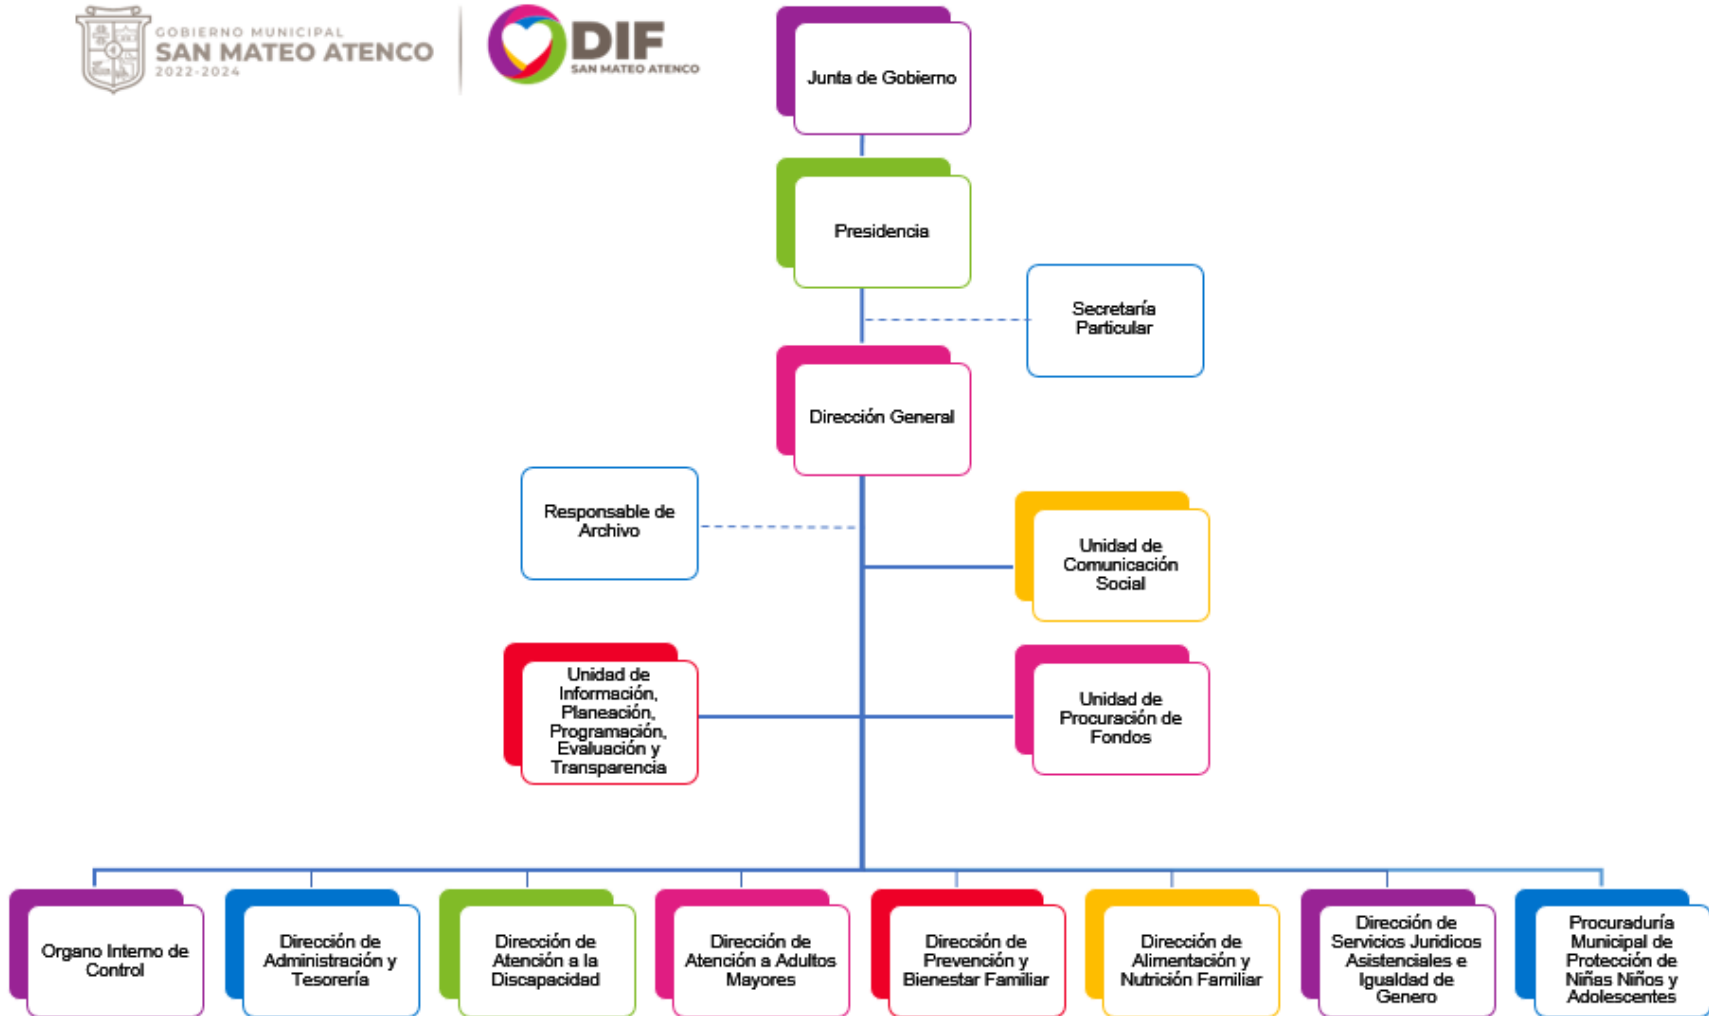 GOBIERNO MUNICIPAL
SAN MATEO ATENCO
2022-2024
DIF
SAN MATEO ATENCO
Junta de Gobierno
Presidencia
Secretaría
Particular
Dirección General
Responsable de
Archivo
Unidad de
Comunicación
Social
Unidad de
Información,
Planeación,
Programación,
Evaluación y
Transparencia
Unidad de
Procuración de
Fondos
Organo Interno de
Control
Dirección de
Administración y
Tesorería
Dirección de
Atención a la
Discapacidad
Dirección de
Atención a Adultos
Mayores
Dirección de
Prevención y
Bienestar Familiar
Dirección de
Alimentación y
Nutrición Familiar
Dirección de
Servicios Juridicos
Asistenciales e
Igualdad de
Genero
Procuraduría
Municipal de
Protección de
Niñas Niños y
Adolescentes